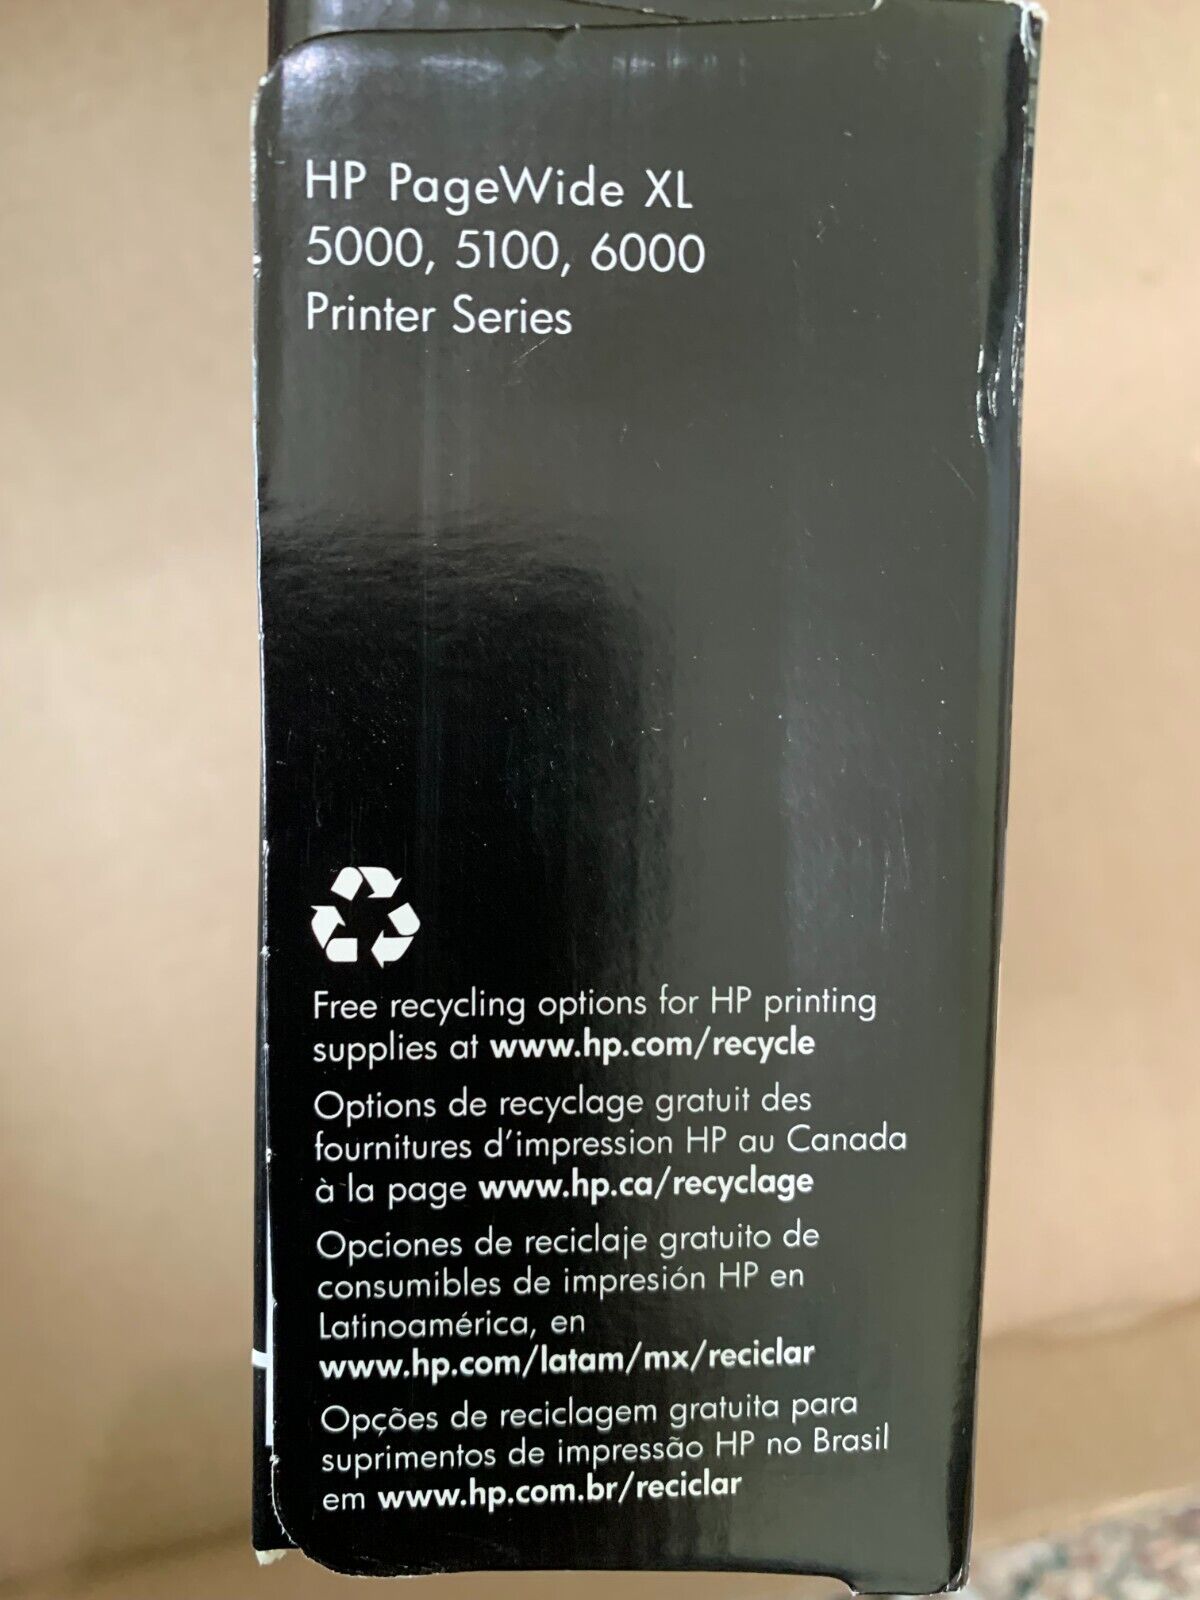 HP PageWide XL
5000, 5100, 6000
Printer Series
Free recycling options for HP printing
supplies at www.hp.com/recycle
Options de recyclage gratuit des
fournitures d’impression HP au Canada
à la page www.hp.ca/recyclage
Opciones de reciclaje gratuito de
consumibles de impresión HP en
Latinoamérica, en
www.hp.com/latam/mx/reciclar
Opções de reciclagem gratuita para
suprimentos de impressão HP no Brasil
em www.hp.com.br/reciclar